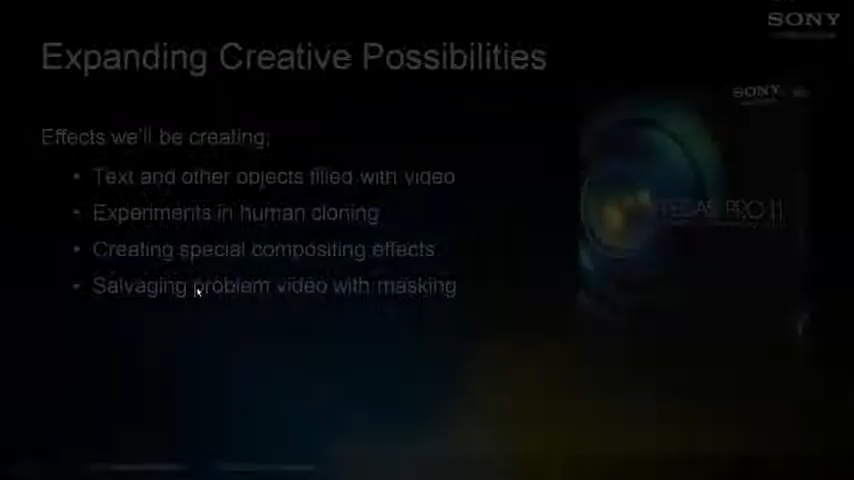 SONY
Expanding Creative Possibilities
SONY
Effects we'll be creating:
• Text and other objects filled with video
• Experiments in human cloning
VEGAS PRO 11
• Creating special compositing effects
• Salvaging problem video with masking